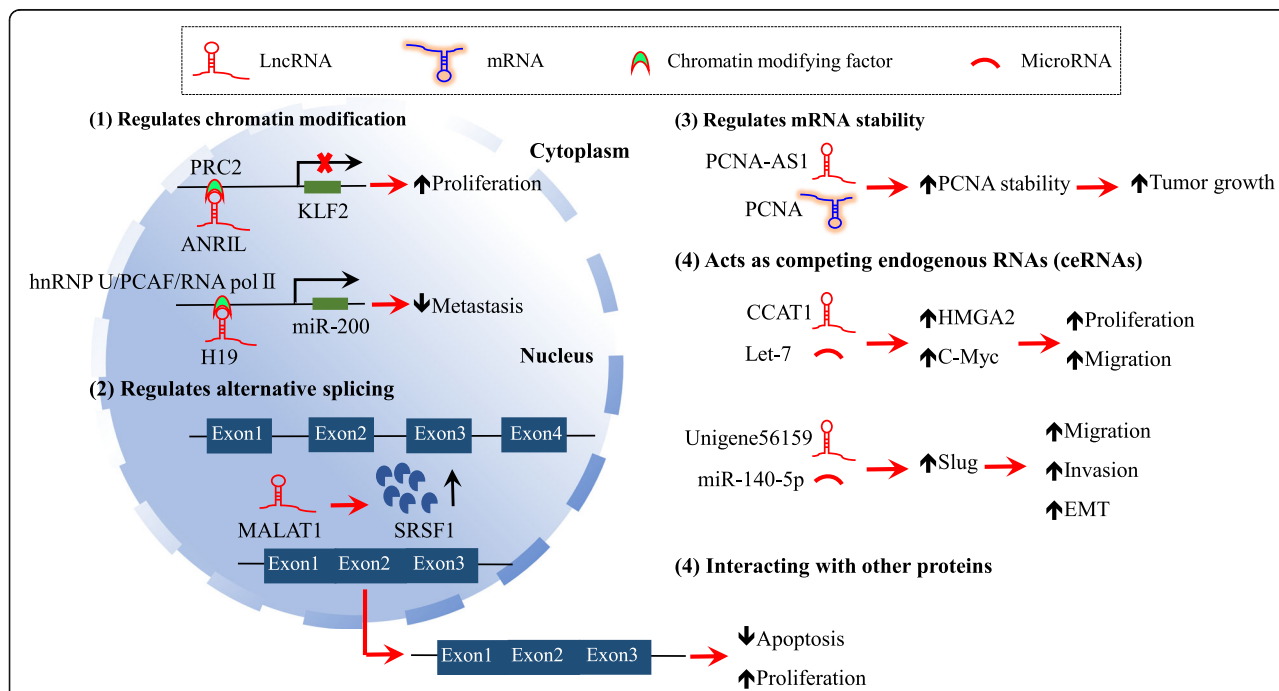 LncRNA
mRNA
Chromatin modifying factor
MicroRNA
(1) Regulates chromatin modification
Cytoplasm
PRC2
Proliferation
KLF2
ANRIL
hnRNP U/PCAF/RNA pol II
Metastasis
miR-200
H19
Nucleus
(2) Regulates alternative splicing
Exon1 Exon2 Exon3 Exon4
MALAT1 SRSF1
Exon1 Exon2 Exon3
Exon1 Exon2 Exon3
(3) Regulates mRNA stability
PCNA-AS1
PCNA stability
Tumor growth
PCNA
(4) Acts as competing endogenous RNAs (ceRNAs)
CCAT1
Let-7
HMGA2
C-Myc
Proliferation
Migration
Unigene56159
miR-140-5p
Slug
Migration
Invasion
EMT
(4) Interacting with other proteins
Apoptosis
Proliferation